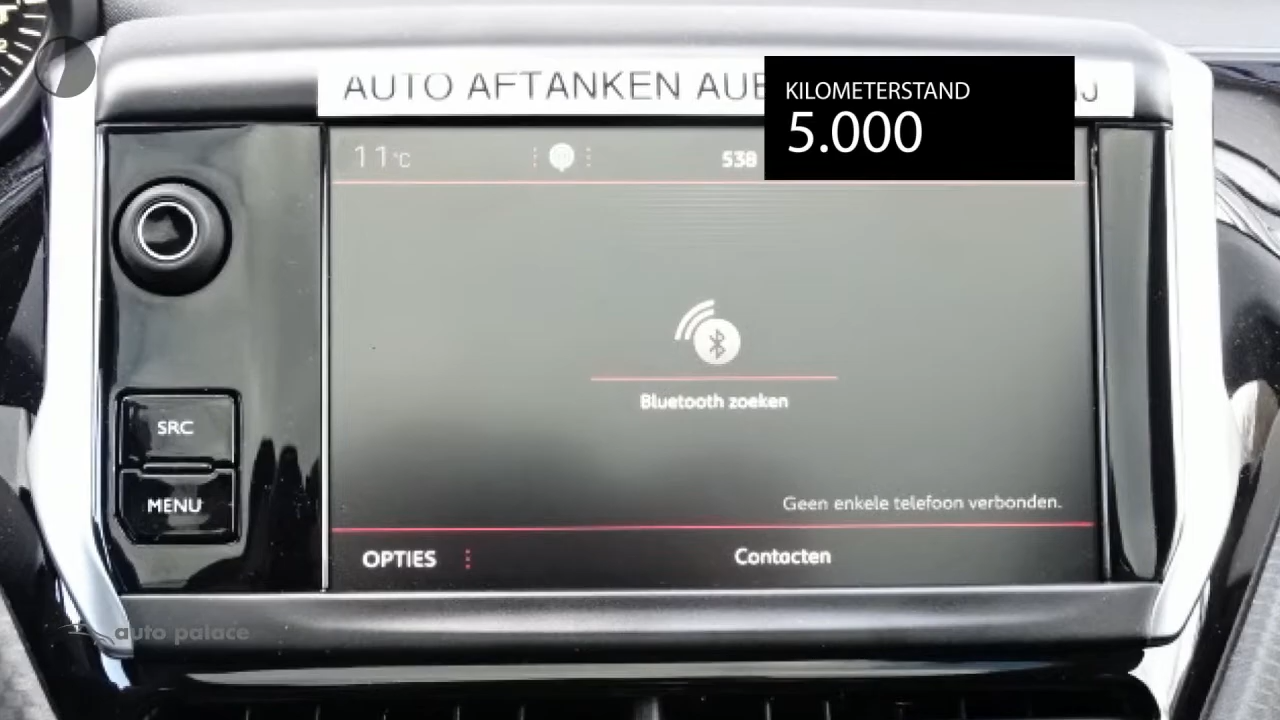 AUTO AFTANKEN AUB
KILOMETERSTAND
5.000
11°C
538
SRC
MENU
Bluetooth zoeken
Geen enkele telefoon verbonden.
OPTIES
Contacten
auto palace